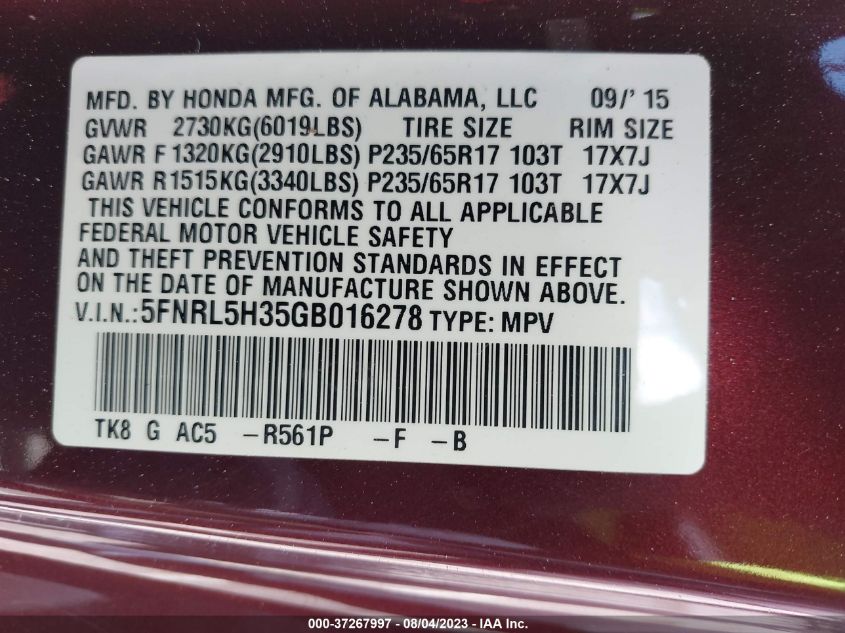 MFD. BY HONDA MFG. OF ALABAMA, LLC 09/' 15
GVWR 2730KG(6019LBS) TIRE SIZE RIM SIZE
GAWR F1320KG(2910LBS) P235/65R17 103T 17X7J
GAWR R1515KG(3340LBS) P235/65R17 103T 17X7J
THIS VEHICLE CONFORMS TO ALL APPLICABLE
FEDERAL MOTOR VEHICLE SAFETY
AND THEFT PREVENTION STANDARDS IN EFFECT
ON THE DATE OF MANUFACTURE SHOWN ABOVE.
V.I.N.:5FNRL5H35GB016278 TYPE: MPV
TK8 G AC5 -R561P -F -B
000-37267997 - 08/04/2023 - IAA Inc.